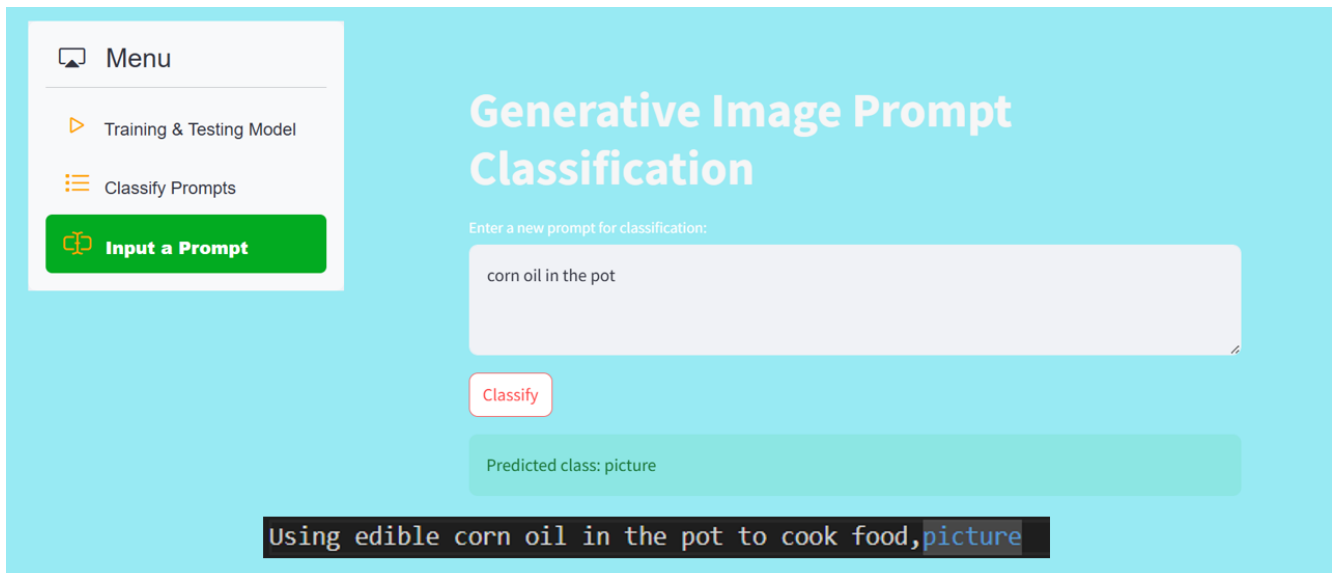 Menu
Training & Testing Model
Classify Prompts
Input a Prompt
Generative Image Prompt
Classification
Enter a new prompt for classification:
corn oil in the pot
Classify
Predicted class: picture
Using edible corn oil in the pot to cook food,picture